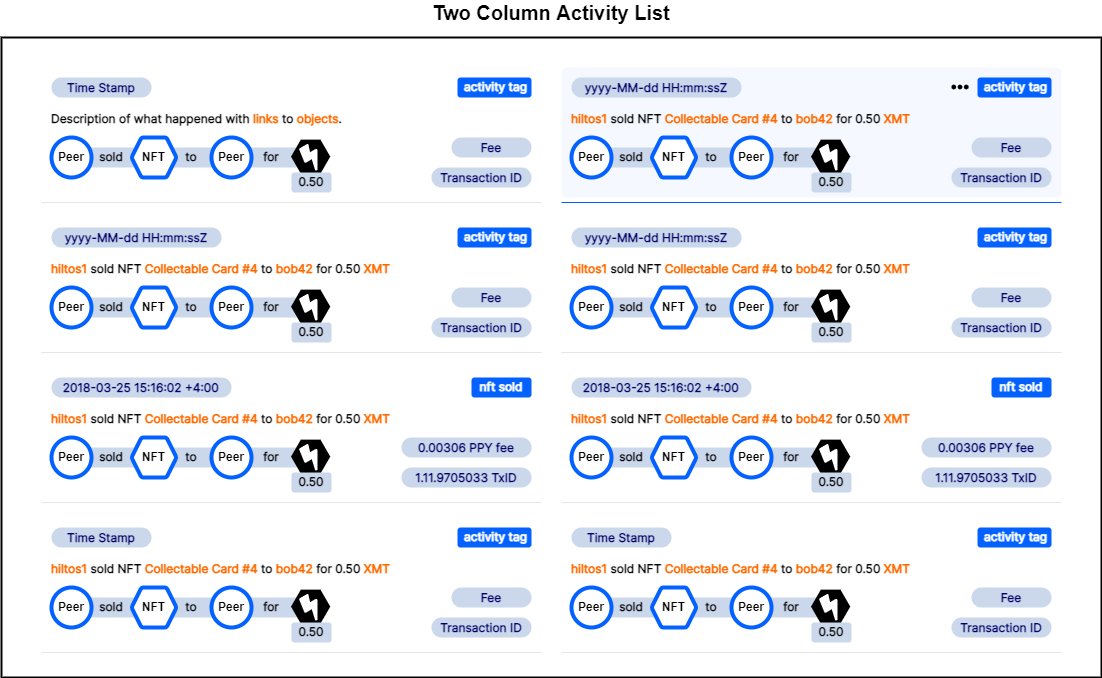 Two Column Activity List
Time Stamp activity tag
Description of what happened with links to objects.
Peer sold NFT to Peer for
0.50
Fee
Transaction ID
yyyy-MM-dd HH:mm:ssZ ••• activity tag
hiltos1 sold NFT Collectable Card #4 to bob42 for 0.50 XMT
Peer sold NFT to Peer for
0.50
Fee
Transaction ID
yyyy-MM-dd HH:mm:ssZ activity tag
hiltos1 sold NFT Collectable Card #4 to bob42 for 0.50 XMT
Peer sold NFT to Peer for
0.50
Fee
Transaction ID
yyyy-MM-dd HH:mm:ssZ activity tag
hiltos1 sold NFT Collectable Card #4 to bob42 for 0.50 XMT
Peer sold NFT to Peer for
0.50
Fee
Transaction ID
2018-03-25 15:16:02 +4:00 nft sold
hiltos1 sold NFT Collectable Card #4 to bob42 for 0.50 XMT
Peer sold NFT to Peer for
0.50
0.00306 PPY fee
1.11.9705033 TxID
2018-03-25 15:16:02 +4:00 nft sold
hiltos1 sold NFT Collectable Card #4 to bob42 for 0.50 XMT
Peer sold NFT to Peer for
0.50
0.00306 PPY fee
1.11.9705033 TxID
Time Stamp activity tag
hiltos1 sold NFT Collectable Card #4 to bob42 for 0.50 XMT
Peer sold NFT to Peer for
0.50
Fee
Transaction ID
Time Stamp activity tag
hiltos1 sold NFT Collectable Card #4 to bob42 for 0.50 XMT
Peer sold NFT to Peer for
0.50
Fee
Transaction ID